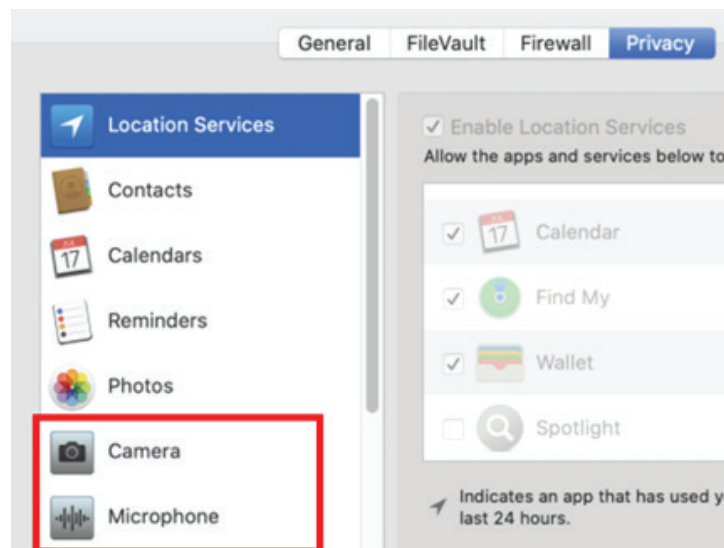 General FileVault Firewall Privacy
Location Services
Contacts
Calendars
Reminders
Photos
Camera
Microphone
Enable Location Services
Allow the apps and services below to
Calendar
Find My
Wallet
Spotlight
Indicates an app that has used y
last 24 hours.